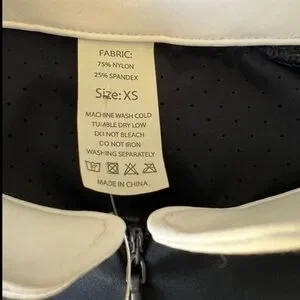 FABRIC:
75% NYLON
25% SPANDEX
Size: XS
MACHINE WASH COLD
TUMBLE DRY LOW
DO NOT BLEACH
DO NOT IRON
WASHING SEPARATELY
MADE IN CHINA